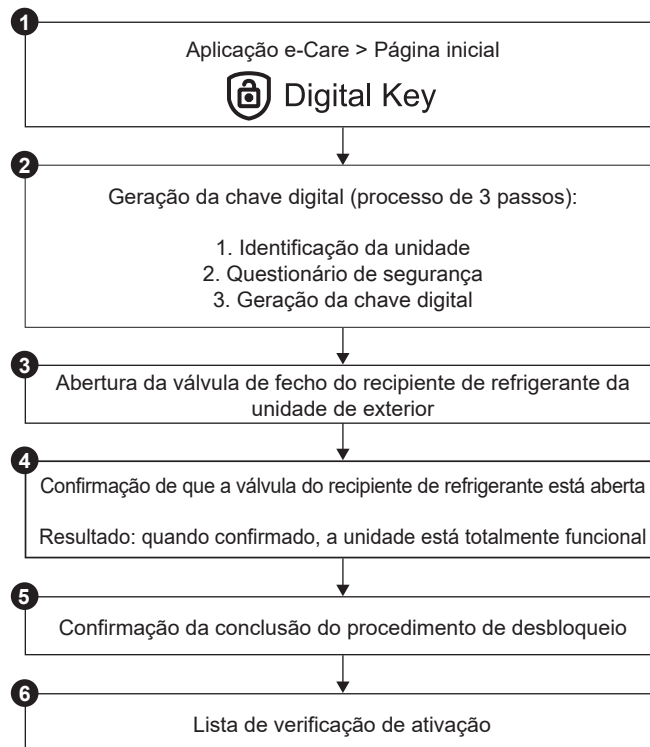 1
Aplicação e-Care > Página inicial
Digital Key
2
Geração da chave digital (processo de 3 passos):
1. Identificação da unidade
2. Questionário de segurança
3. Geração da chave digital
3
Abertura da válvula de fecho do recipiente de refrigerante da
unidade de exterior
4
Confirmação de que a válvula do recipiente de refrigerante está aberta
Resultado: quando confirmado, a unidade está totalmente funcional
5
Confirmação da conclusão do procedimento de desbloqueio
6
Lista de verificação de ativação